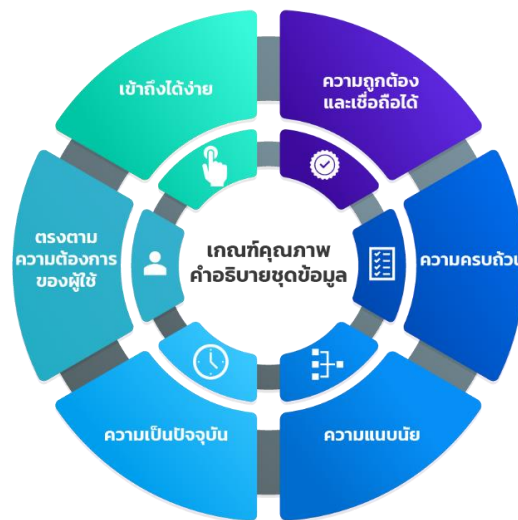 เข้าถึงได้ง่าย
ความถูกต้อง
และเชื่อถือได้
ตรงตาม
ความต้องการ
ของผู้ใช้
เกณฑ์คุณภาพ
คำอธิบายชุดข้อมูล
ความครบถ้วน
ความเป็นปัจจุบัน
ความแนบนัย